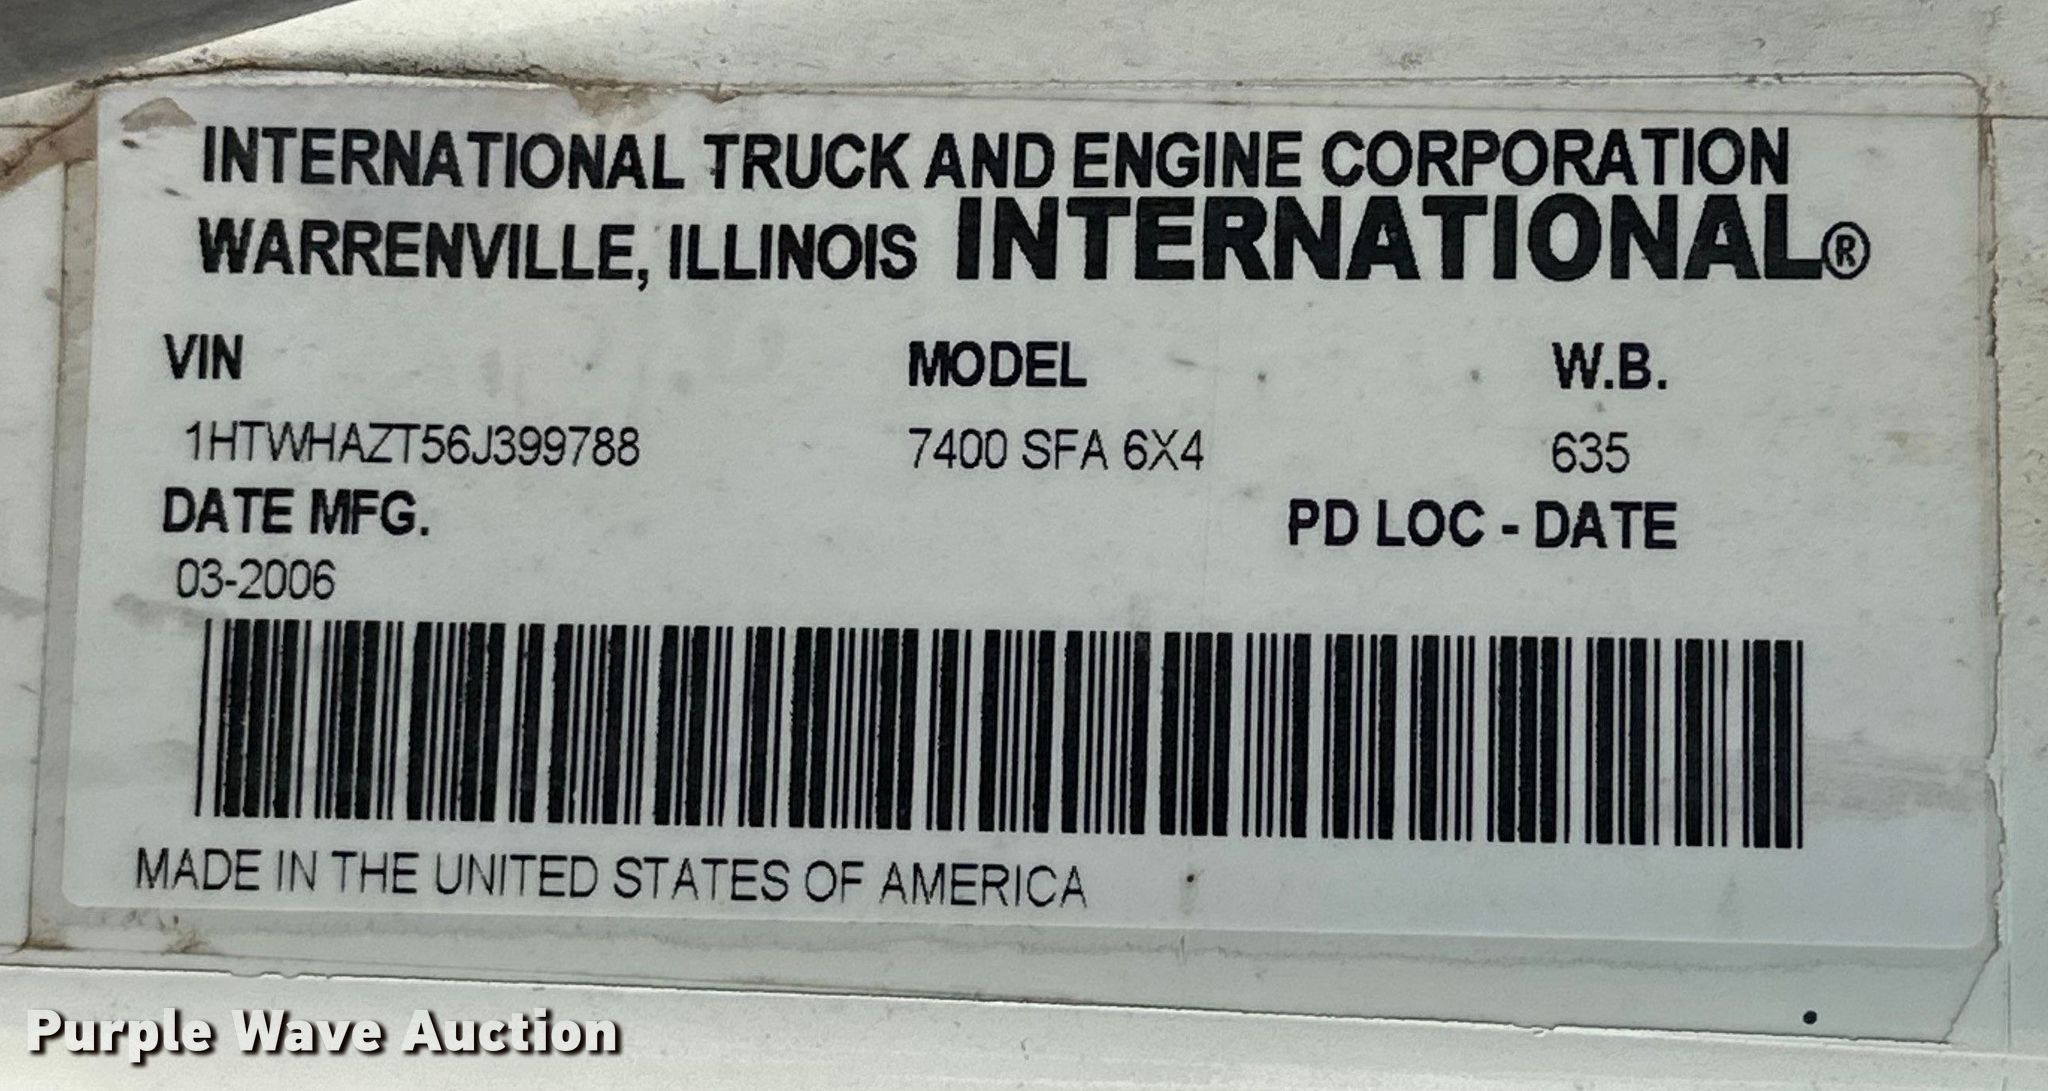 INTERNATIONAL TRUCK AND ENGINE CORPORATION
WARRENVILLE, ILLINOIS INTERNATIONAL®
VIN MODEL W.B.
1HTWHAZT56J399788 7400 SFA 6X4 635
DATE MFG. PD LOC - DATE
03-2006
MADE IN THE UNITED STATES OF AMERICA
Purple Wave Auction